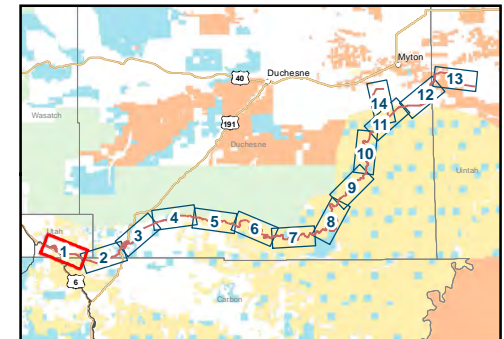 Myton
13
40
Duchesne
14
12
191
11
Wasatch
Duchesne
10
Uintah
9
4
5
8
Utah
3
6
7
1
2
6
Carbon